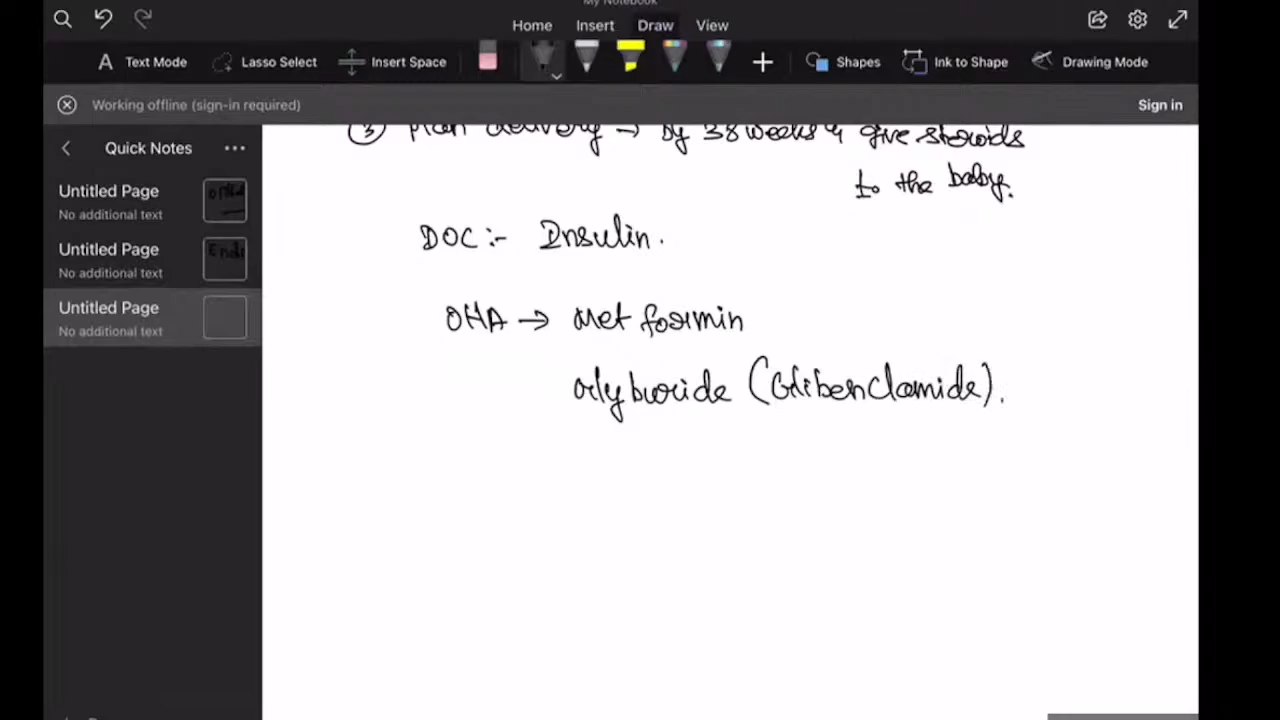 My Notebook
Home Insert Draw View
Text Mode Lasso Select Insert Space Shapes Ink to Shape Drawing Mode
Working offline (sign-in required) Sign in
Quick Notes
Untitled Page
No additional text
Untitled Page
No additional text
Untitled Page
No additional text
③ Plan delivery → by 38 weeks & give steroids
to the baby.
DOC :- Insulin.
OHA → Metformin
Glyburide (Glibenclamide).